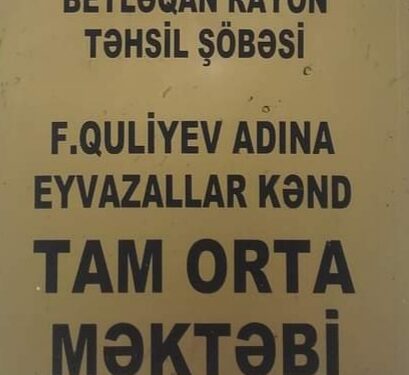 BEYLƏQAN RAYON
TƏHSİL ŞÖBƏSİ
F.QULİYEV ADINA
EYVAZALLAR KƏND
TAM ORTA
MƏKTƏBİ